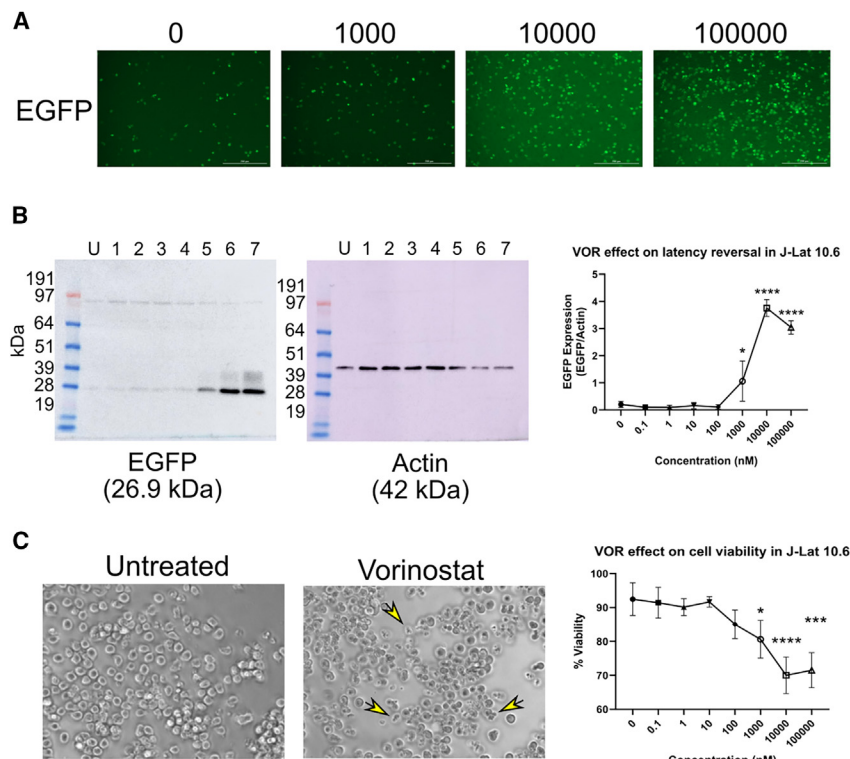 A
0 1000 10000 100000
EGFP
B
U 1 2 3 4 5 6 7
191
97
64
51
39
28
19
kDa
EGFP
(26.9 kDa)
U 1 2 3 4 5 6 7
191
97
64
51
39
28
19
Actin
(42 kDa)
VOR effect on latency reversal in J-Lat 10.6
EGFP Expression
(EGFP/Actin)
5
4
3
2
1
0
*
****
****
0 0.1 1 10 100 1000 10000 100000
Concentration (nM)
C
Untreated
Vorinostat
VOR effect on cell viability in J-Lat 10.6
% Viability
100
90
80
70
60
*
****
***
0 0.1 1 10 100 1000 10000 100000